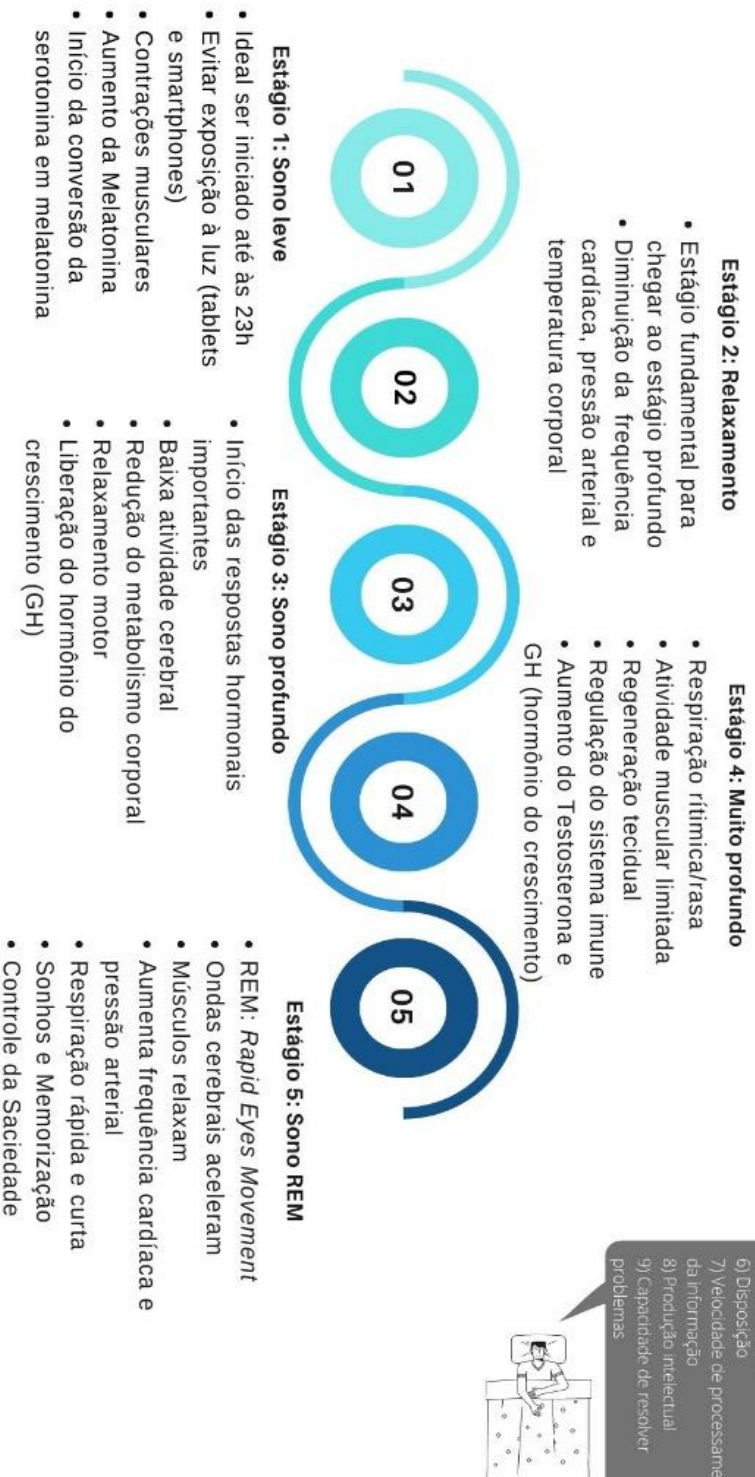 Estágio 2: Relaxamento
• Estágio fundamental para
chegar ao estágio profundo
• Diminuição da frequência
cardíaca, pressão arterial e
temperatura corporal
Estágio 4: Muito profundo
• Respiração rítimica/rasa
• Atividade muscular limitada
• Regeneração tecidual
• Regulação do sistema imune
• Aumento do Testosterona e
GH (hormônio do crescimento)
6) Disposição
7) Velocidade de
da informação
8) Produção intelectual
9) Capacidade de resolver
problemas
01
02
03
04
05
Estágio 1: Sono leve
• Ideal ser iniciado até às 23h
• Evitar exposição à luz (tablets
e smartphones)
• Contrações musculares
• Aumento da Melatonina
• Início da conversão da
serotonina em melatonina
Estágio 3: Sono profundo
• Início das respostas hormonais
importantes
• Baixa atividade cerebral
• Redução do metabolismo corporal
• Relaxamento motor
• Liberação do hormônio do
crescimento (GH)
Estágio 5: Sono REM
• REM: Rapid Eyes Movement
• Ondas cerebrais aceleram
• Músculos relaxam
• Aumenta frequência cardíaca e
pressão arterial
• Respiração rápida e curta
• Sonhos e Memorização
• Controle da Saciedade